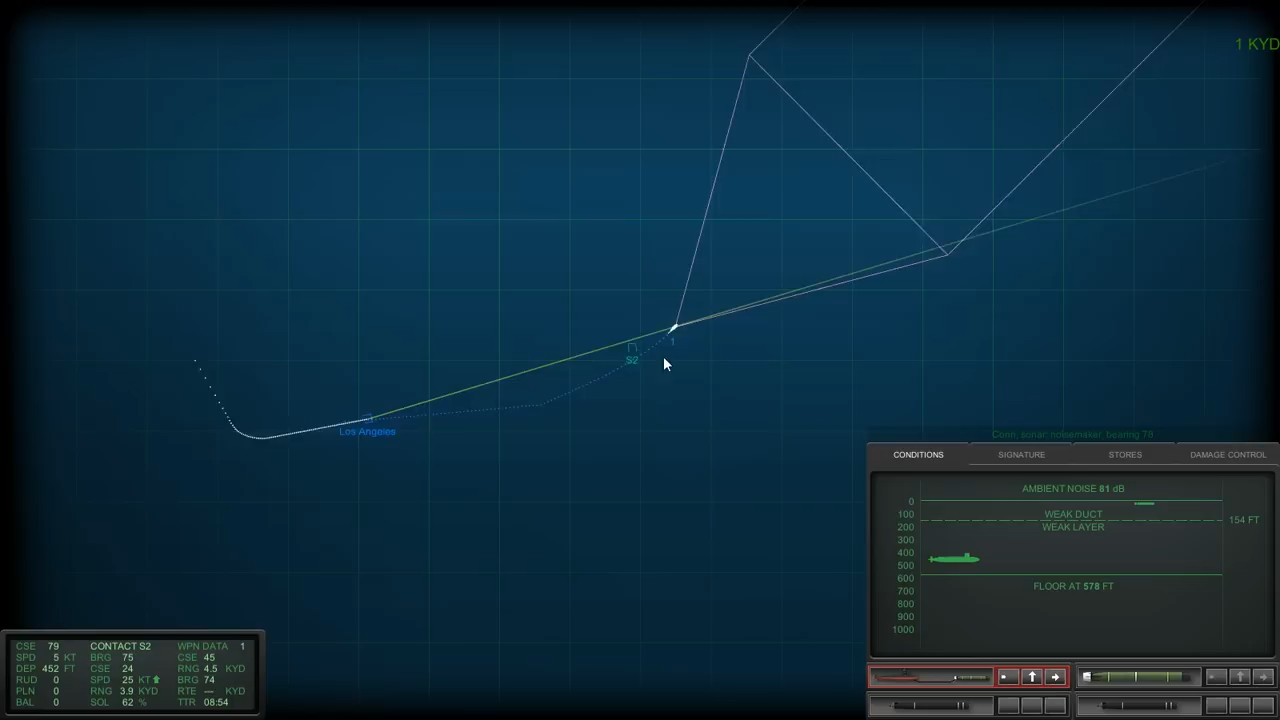 1 KYD
1
S2
Los Angeles
Conn, sonar: noisemaker, bearing 78
CONDITIONS SIGNATURE STORES DAMAGE CONTROL
AMBIENT NOISE 81 dB
0
100 WEAK DUCT
154 FT
200 WEAK LAYER
300
400
500
600 FLOOR AT 578 FT
700
800
900
1000
CSE 79 CONTACT S2 WPN DATA 1
SPD 5 KT BRG 75 CSE 45
DEP 452 FT CSE 24 RNG 4.5 KYD
RUD 0 SPD 25 KT BRG 74
PLN 0 RNG 3.9 KYD RTE --- KYD
BAL 0 SOL 62 % TTR 08:54